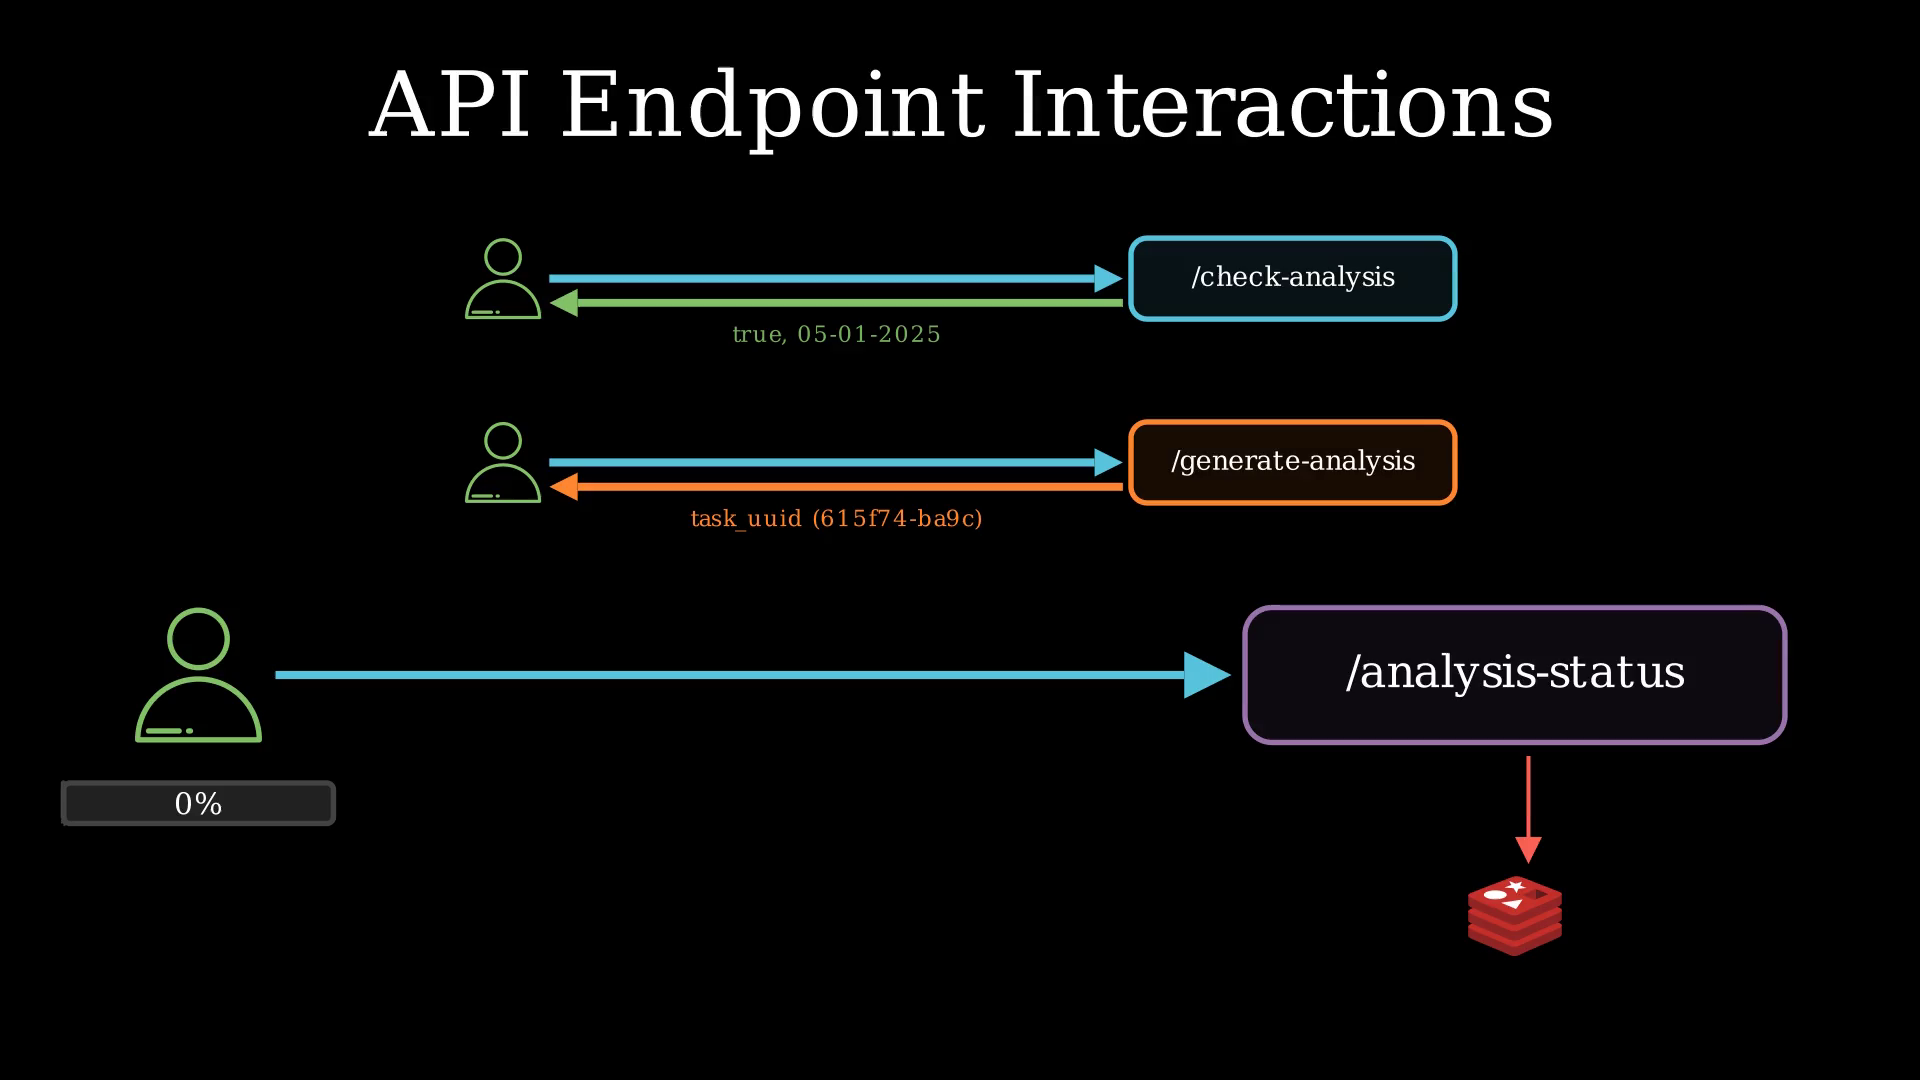 API Endpoint Interactions
/check-analysis
true, 05-01-2025
/generate-analysis
task_uuid (615f74-ba9c)
/analysis-status
0%